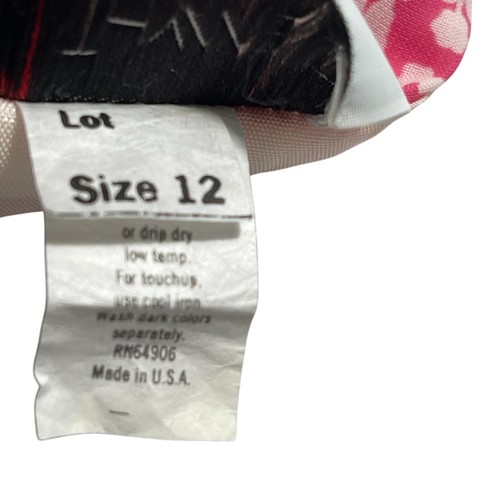 Lot
Size 12
or drip dry
low temp.
For touchup,
use cool iron.
Wash dark colors
separately.
RN64906
Made in U.S.A.